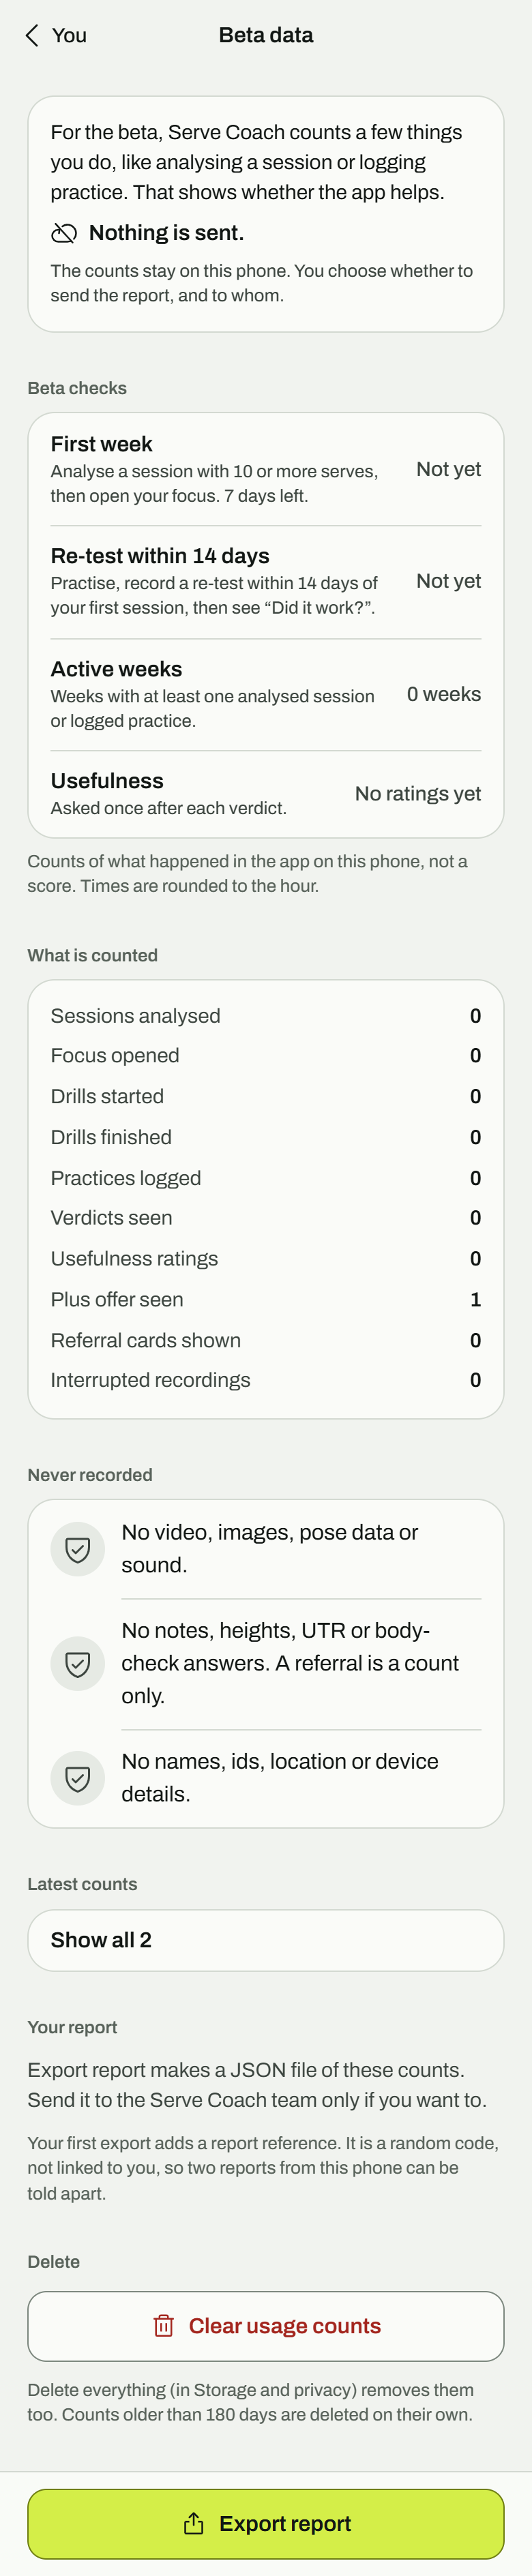 You
Beta data
For the beta, Serve Coach counts a few things
you do, like analysing a session or logging
practice. That shows whether the app helps.
Nothing is sent.
The counts stay on this phone. You choose whether to
send the report, and to whom.
Beta checks
First week
Analyse a session with 10 or more serves,
then open your focus. 7 days left.
Not yet
Re-test within 14 days
Practise, record a re-test within 14 days of
your first session, then see “Did it work?”.
Not yet
Active weeks
Weeks with at least one analysed session
or logged practice.
0 weeks
Usefulness
Asked once after each verdict.
No ratings yet
Counts of what happened in the app on this phone, not a
score. Times are rounded to the hour.
What is counted
Sessions analysed 0
Focus opened 0
Drills started 0
Drills finished 0
Practices logged 0
Verdicts seen 0
Usefulness ratings 0
Plus offer seen 1
Referral cards shown 0
Interrupted recordings 0
Never recorded
No video, images, pose data or
sound.
No notes, heights, UTR or body-
check answers. A referral is a count
only.
No names, ids, location or device
details.
Latest counts
Show all 2
Your report
Export report makes a JSON file of these counts.
Send it to the Serve Coach team only if you want to.
Your first export adds a report reference. It is a random code,
not linked to you, so two reports from this phone can be
told apart.
Delete
Clear usage counts
Delete everything (in Storage and privacy) removes them
too. Counts older than 180 days are deleted on their own.
Export report